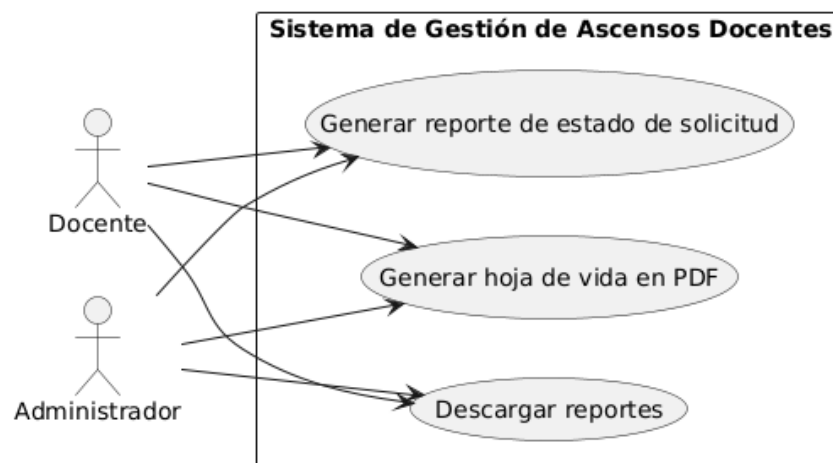 Sistema de Gestión de Ascensos Docentes
Generar reporte de estado de solicitud
Docente
Generar hoja de vida en PDF
Administrador
Descargar reportes